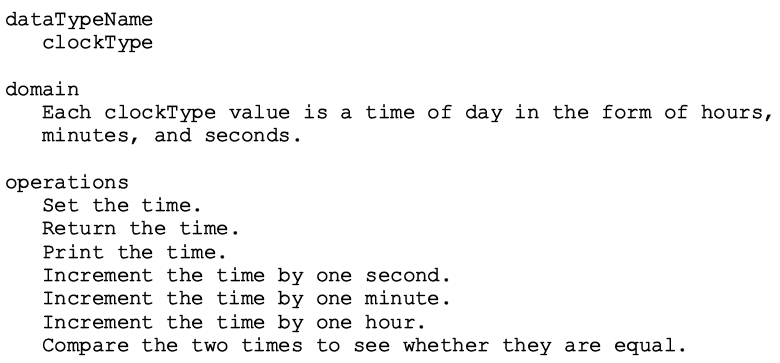 dataTypeName
clockType
domain
Each clockType value is a time of day in the form of hours,
minutes, and seconds.
operations
Set the time.
Return the time.
Print the time.
Increment the time by one second.
Increment the time by one minute.
Increment the time by one hour.
Compare the two times to see whether they are equal.